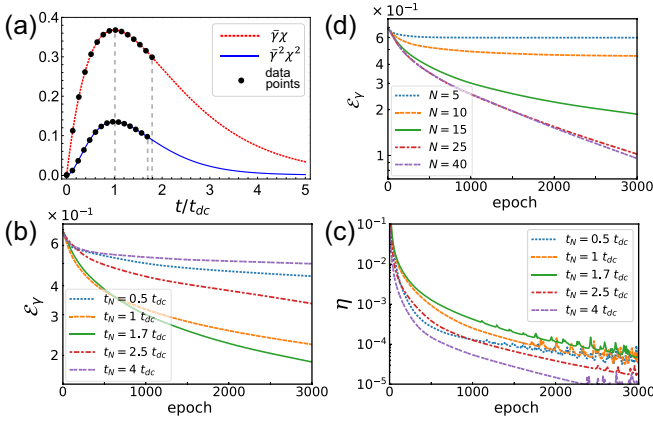 (a)
0.4
0.3
0.2
0.1
0.0
0 1 2 3 4 5
t/t_dc
γ̄χ
γ̄²χ²
data
points
(d)
× 10⁻¹
6
1
ℰ_γ
N = 5
N = 10
N = 15
N = 25
N = 40
0 1000 2000 3000
epoch
(b)
× 10⁻¹
6
4
3
2
ℰ_γ
t_N = 0.5 t_dc
t_N = 1 t_dc
t_N = 1.7 t_dc
t_N = 2.5 t_dc
t_N = 4 t_dc
0 1000 2000 3000
epoch
(c)
10⁻¹
10⁻²
10⁻³
10⁻⁴
10⁻⁵
η
t_N = 0.5 t_dc
t_N = 1 t_dc
t_N = 1.7 t_dc
t_N = 2.5 t_dc
t_N = 4 t_dc
0 1000 2000 3000
epoch